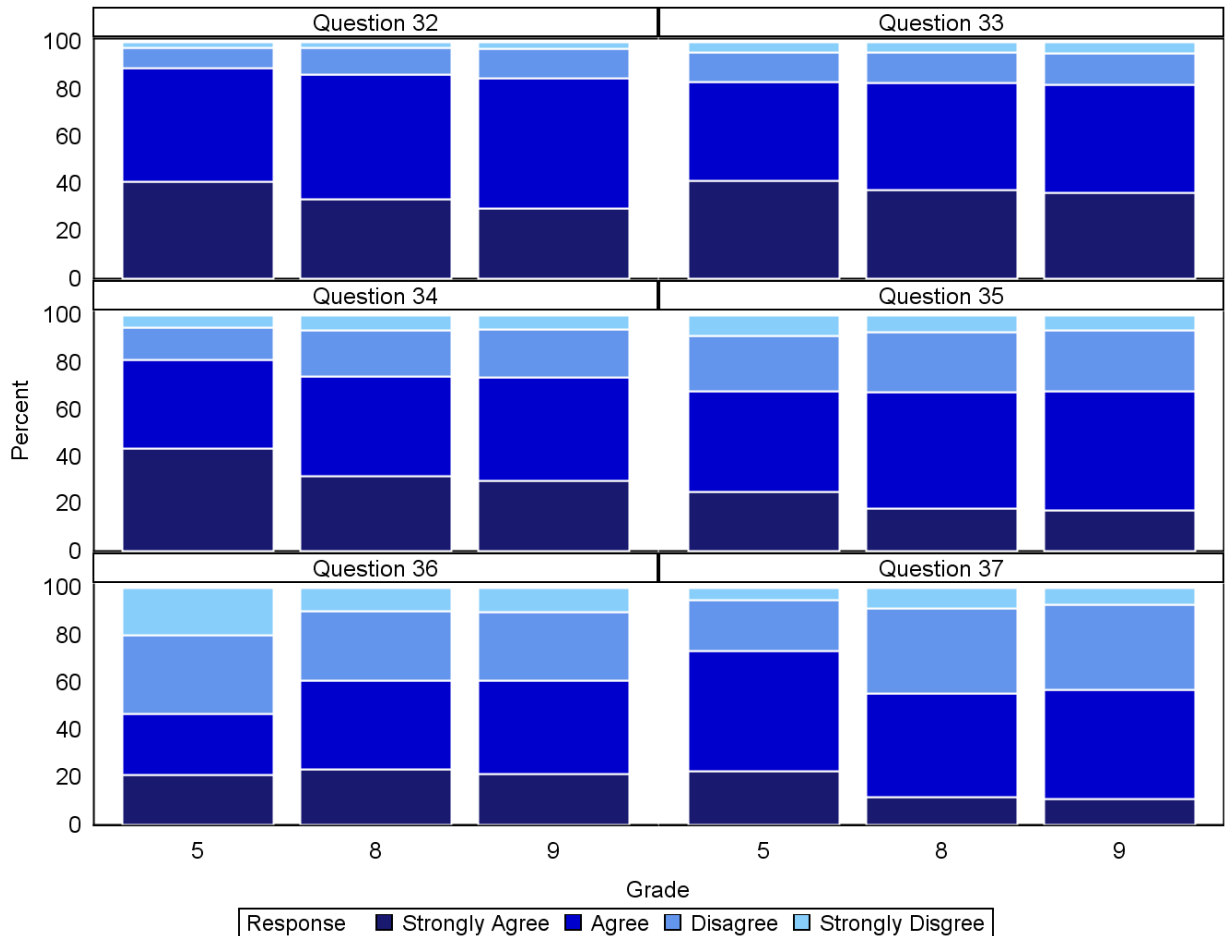 Question 32
Question 33
100
80
60
40
20
0
Question 34
Question 35
100
80
60
40
20
0
Question 36
Question 37
100
80
60
40
20
0
Percent
5 8 9 5 8 9
Grade
Response Strongly Agree Agree Disagree Strongly Disgree